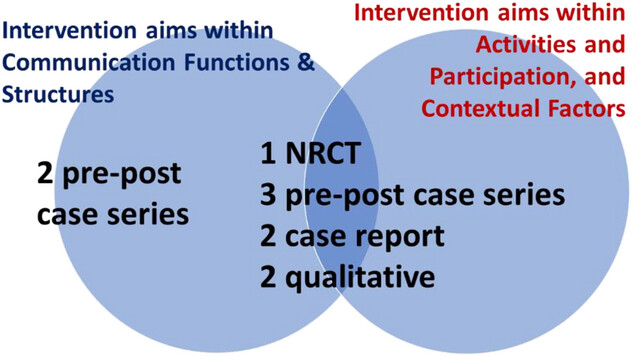 Intervention aims within
Communication Functions &
Structures
Intervention aims within
Activities and
Participation, and
Contextual Factors
2 pre-post
case series
1 NRCT
3 pre-post case series
2 case report
2 qualitative